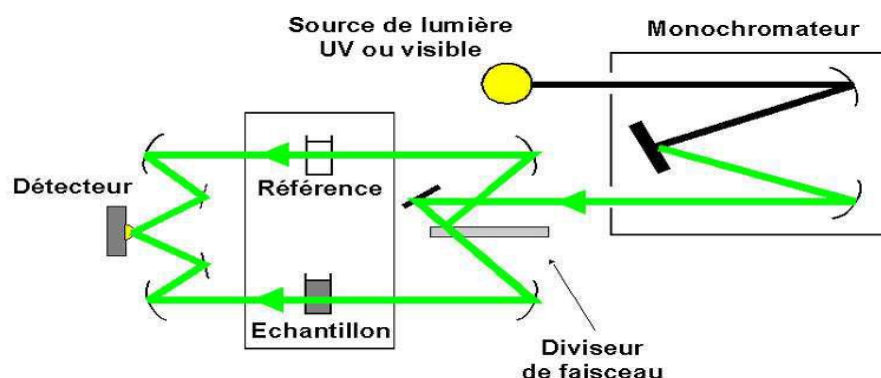 Source de lumière
UV ou visible
Monochromateur
Détecteur
Référence
Echantillon
Diviseur
de faisceau